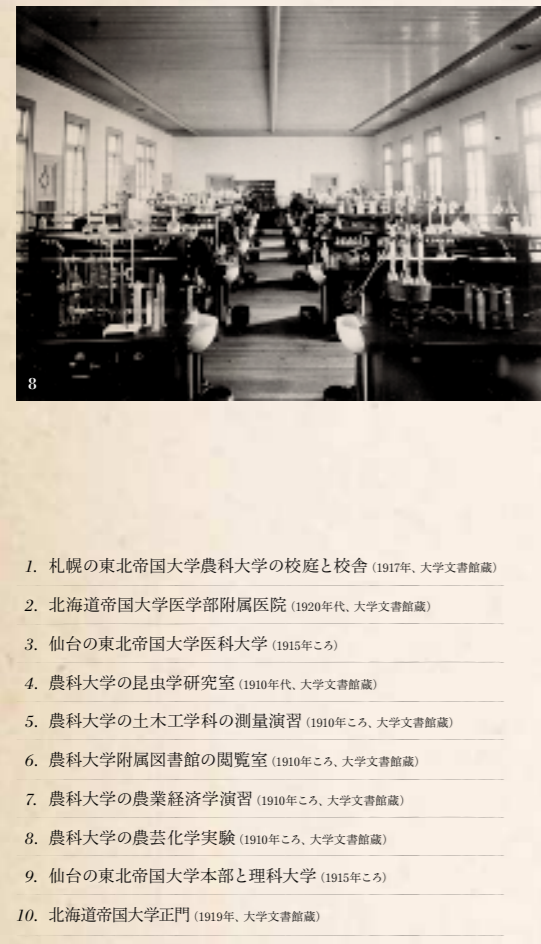 8
1. 札幌の東北帝国大学農科大学の校庭と校舎(1917年、大学文書館蔵)
2. 北海道帝国大学医学部附属医院(1920年代、大学文書館蔵)
3. 仙台の東北帝国大学医科大学(1915年ころ)
4. 農科大学の昆虫学研究室(1910年代、大学文書館蔵)
5. 農科大学の土木工学科の測量演習(1910年ころ、大学文書館蔵)
6. 農科大学附属図書館の閲覧室(1910年ころ、大学文書館蔵)
7. 農科大学の農業経済学演習(1910年ころ、大学文書館蔵)
8. 農科大学の農芸化学実験(1910年ころ、大学文書館蔵)
9. 仙台の東北帝国大学本部と理科大学(1915年ころ)
10. 北海道帝国大学正門(1919年、大学文書館蔵)